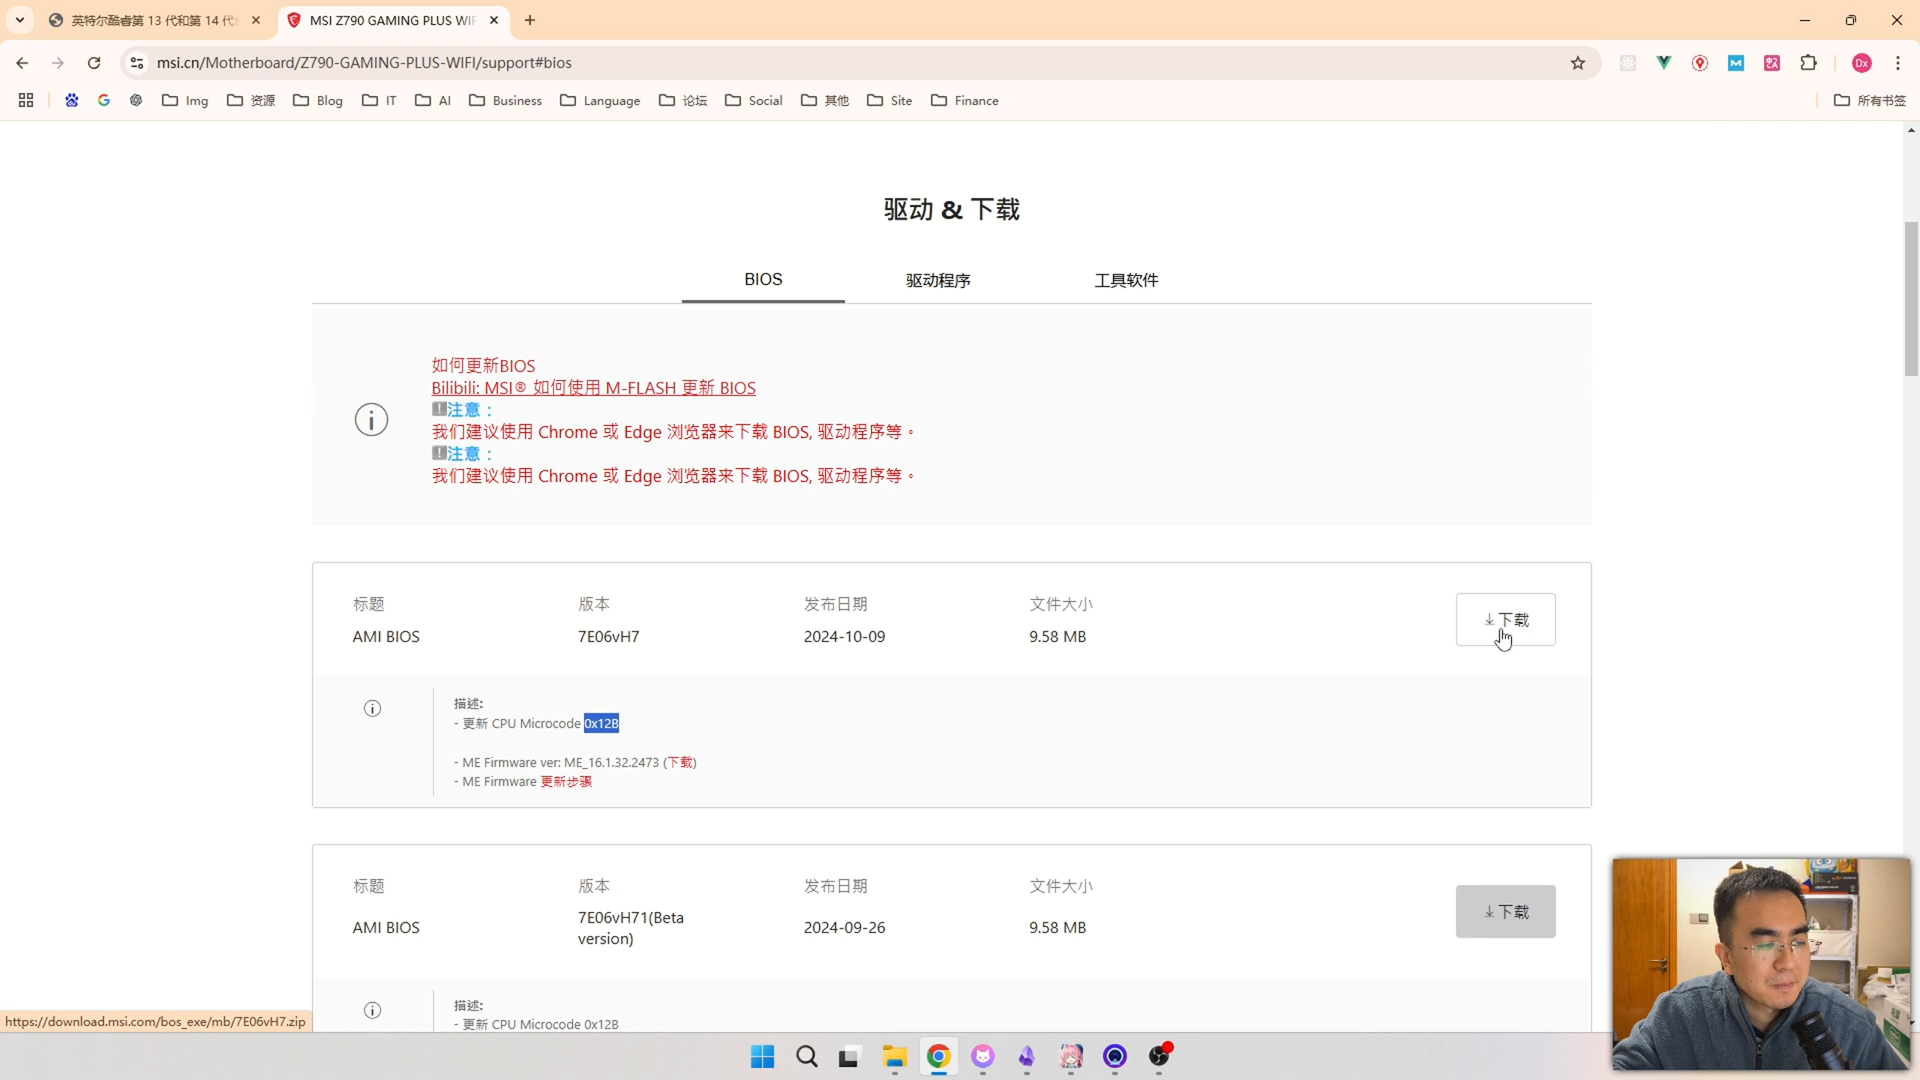 英特尔酷睿第 13 代和第 14 代
MSI Z790 GAMING PLUS WIF
msi.cn/Motherboard/Z790-GAMING-PLUS-WIFI/support#bios
Dx
Img
资源
Blog
IT
AI
Business
Language
论坛
Social
其他
Site
Finance
所有书签
驱动 & 下载
BIOS
驱动程序
工具软件
如何更新BIOS
Bilibili: MSI® 如何使用 M-FLASH 更新 BIOS
注意：
我们建议使用 Chrome 或 Edge 浏览器来下载 BIOS, 驱动程序等。
注意：
我们建议使用 Chrome 或 Edge 浏览器来下载 BIOS, 驱动程序等。
标题
版本
发布日期
文件大小
AMI BIOS
7E06vH7
2024-10-09
9.58 MB
下载
描述:
- 更新 CPU Microcode 0x12B
- ME Firmware ver: ME_16.1.32.2473 (下载)
- ME Firmware 更新步骤
标题
版本
发布日期
文件大小
AMI BIOS
7E06vH71(Beta
version)
2024-09-26
9.58 MB
下载
描述:
- 更新 CPU Microcode 0x12B
https://download.msi.com/bos_exe/mb/7E06vH7.zip